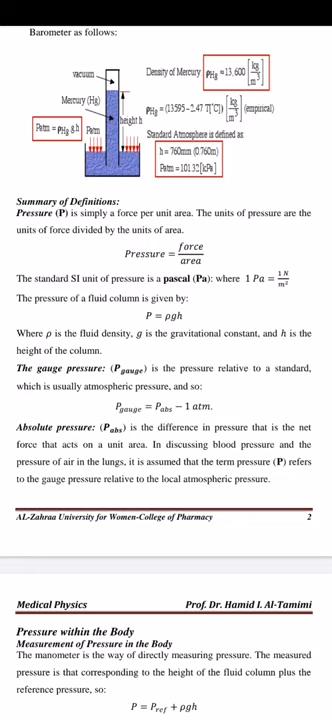 Barometer as follows:
vacuum
Density of Mercury ρHg ≈ 13,600 [kg/m³]
Mercury (Hg)
ρHg = (13595-2.47 T[°C]) [kg/m³] (empirical)
height h
Patm = ρHg g.h
Patm
Standard Atmosphere is defined as:
h = 760mm (0.760m)
Patm = 101.32[kPa]
Summary of Definitions:
Pressure (P) is simply a force per unit area. The units of pressure are the
units of force divided by the units of area.
Pressure = force/area
The standard SI unit of pressure is a pascal (Pa): where 1 Pa = 1 N/m²
The pressure of a fluid column is given by:
P = ρgh
Where ρ is the fluid density, g is the gravitational constant, and h is the
height of the column.
The gauge pressure: (Pgauge) is the pressure relative to a standard,
which is usually atmospheric pressure, and so:
Pgauge = Pabs − 1 atm.
Absolute pressure: (Pabs) is the difference in pressure that is the net
force that acts on a unit area. In discussing blood pressure and the
pressure of air in the lungs, it is assumed that the term pressure (P) refers
to the gauge pressure relative to the local atmospheric pressure.
AL-Zahraa University for Women-College of Pharmacy 2
Medical Physics Prof. Dr. Hamid I. Al-Tamimi
Pressure within the Body
Measurement of Pressure in the Body
The manometer is the way of directly measuring pressure. The measured
pressure is that corresponding to the height of the fluid column plus the
reference pressure, so:
P = Pref + ρgh